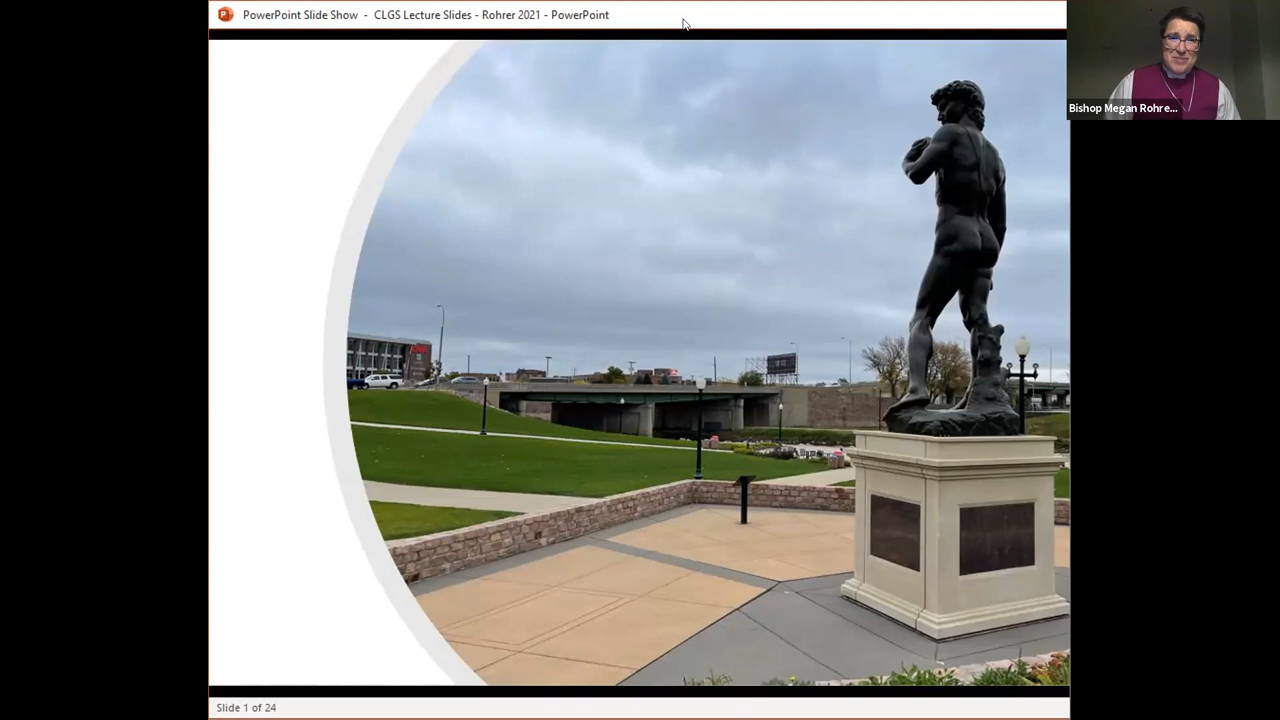 PowerPoint Slide Show - CLGS Lecture Slides - Rohrer 2021 - PowerPoint
Bishop Megan Rohre...
Slide 1 of 24